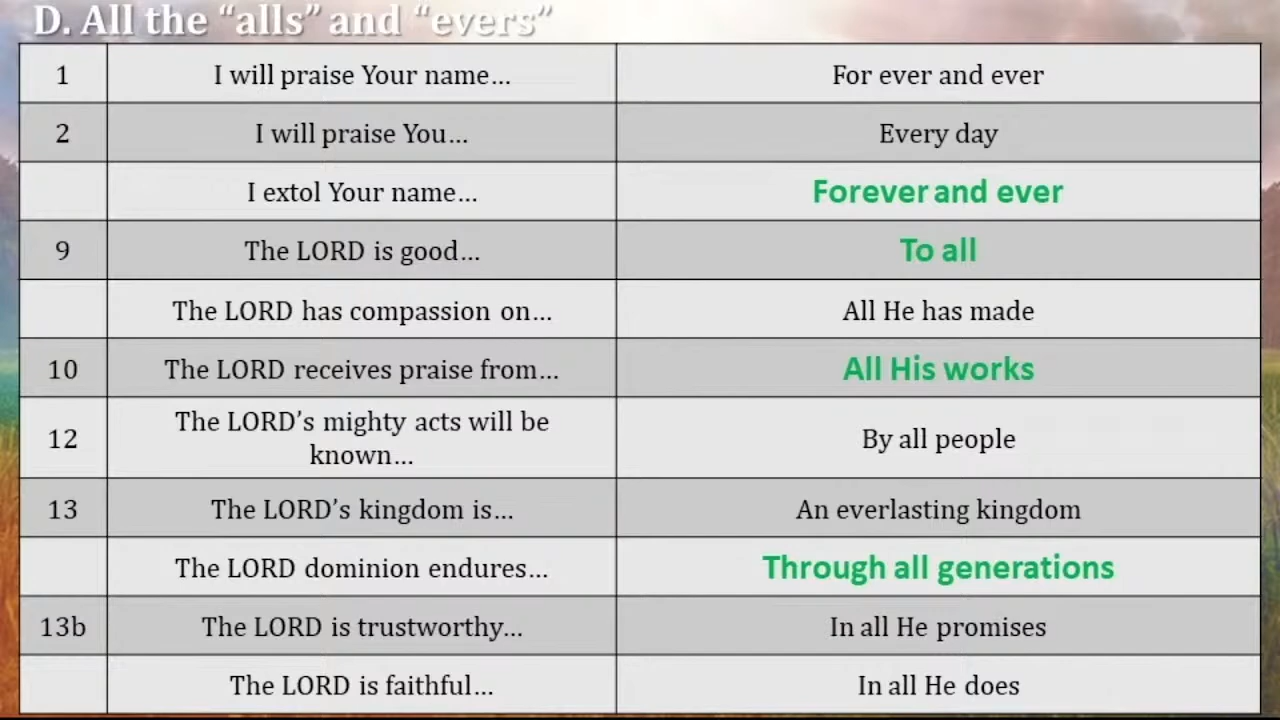 D. All the “alls” and “evers”
1 I will praise Your name… For ever and ever
2 I will praise You… Every day
I extol Your name… Forever and ever
9 The LORD is good… To all
The LORD has compassion on… All He has made
10 The LORD receives praise from… All His works
12 The LORD’s mighty acts will be
known… By all people
13 The LORD’s kingdom is… An everlasting kingdom
The LORD dominion endures… Through all generations
13b The LORD is trustworthy… In all He promises
The LORD is faithful… In all He does